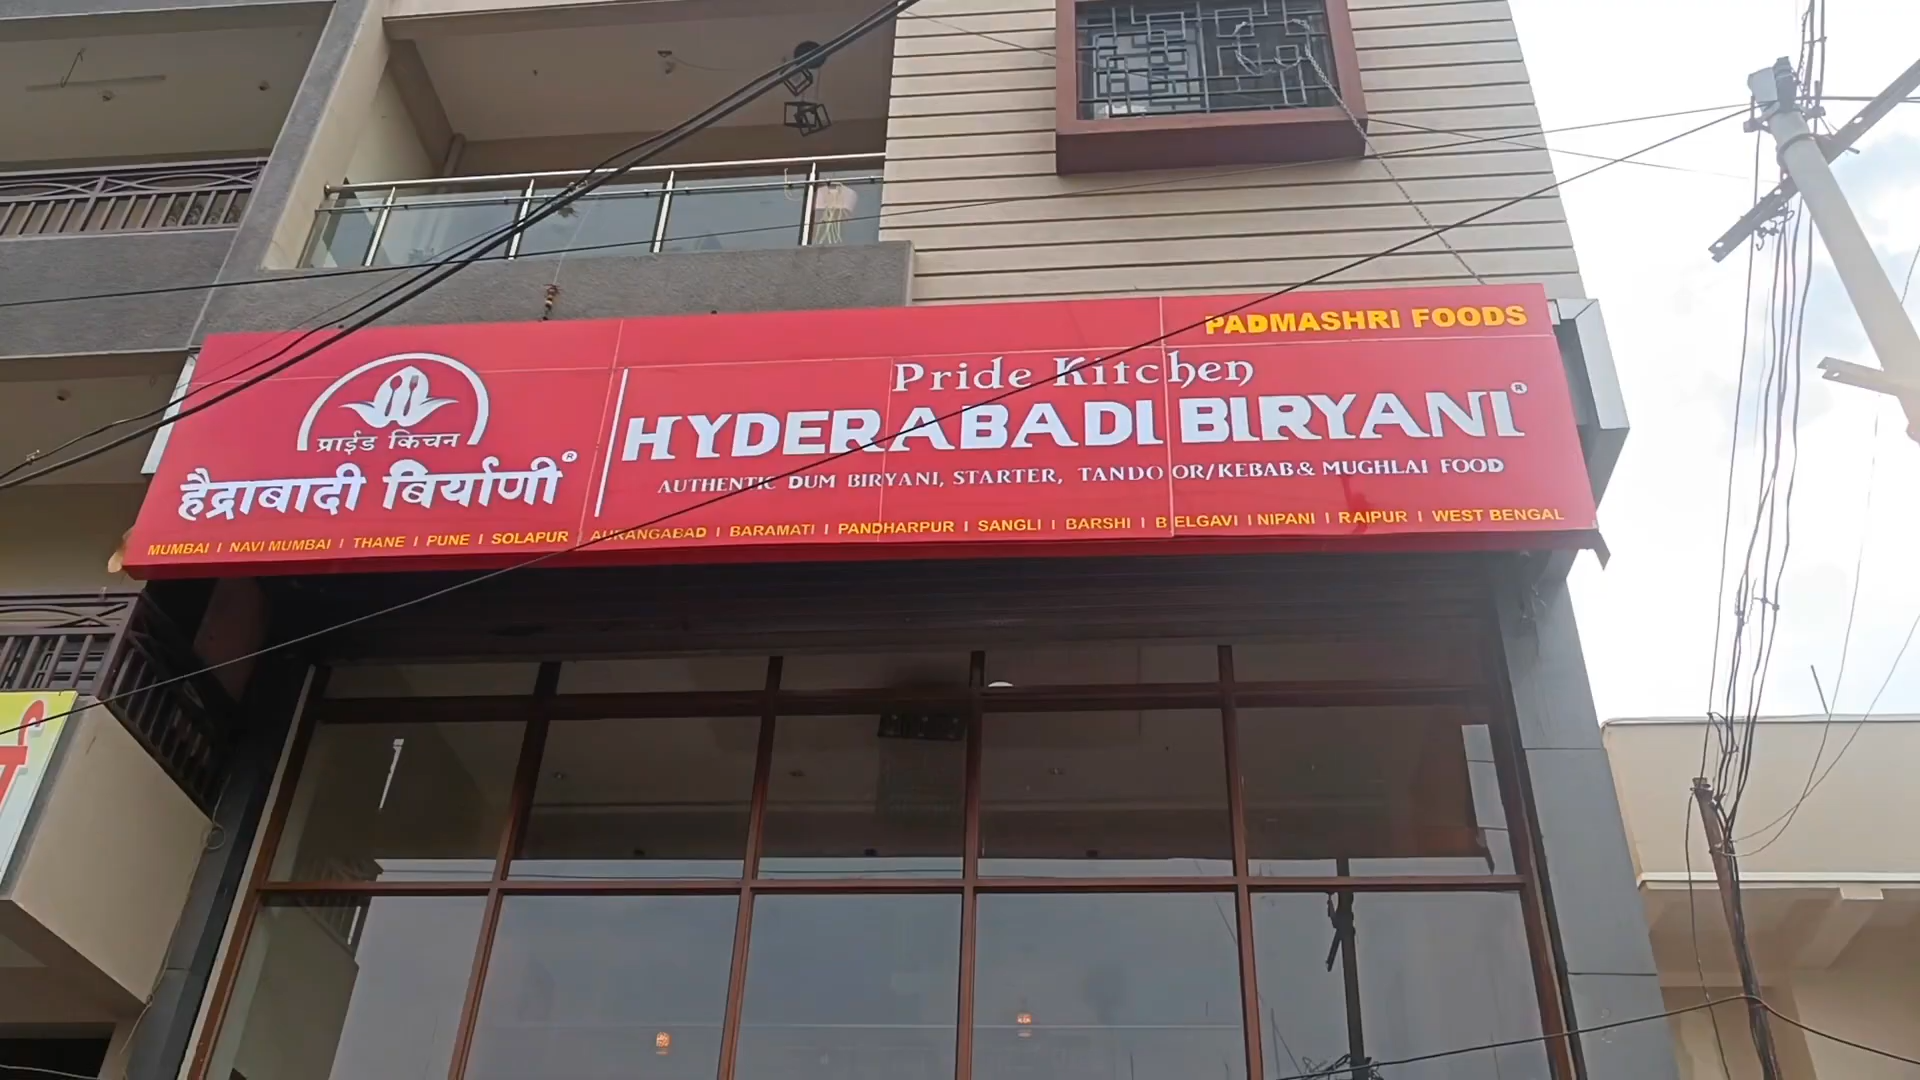 PADMASHRI FOODS
प्राईड किचन
हैद्राबादी बिर्याणी®
Pride Kitchen
HYDERABADI BIRYANI®
AUTHENTIC DUM BIRYANI, STARTER, TANDOOR/KEBAB & MUGHLAI FOOD
MUMBAI | NAVI MUMBAI | THANE | PUNE | SOLAPUR | AURANGABAD | BARAMATI | PANDHARPUR | SANGLI | BARSHI | BELGAVI | NIPANI | RAIPUR | WEST BENGAL